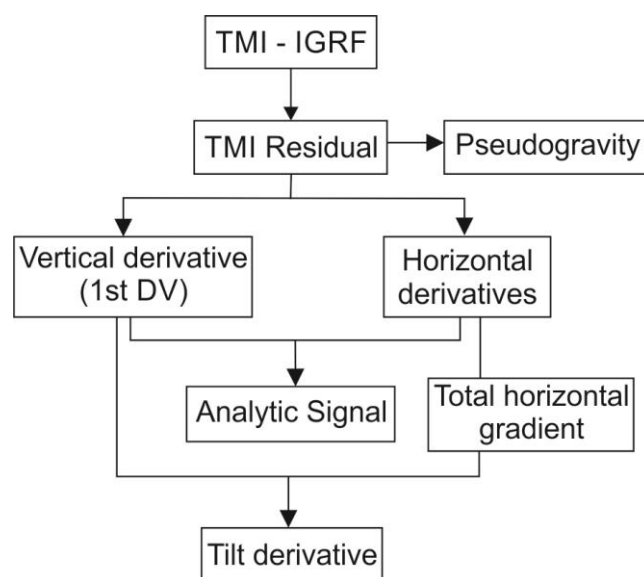 TMI - IGRF
TMI Residual
Pseudogravity
Vertical derivative
(1st DV)
Horizontal
derivatives
Analytic Signal
Total horizontal
gradient
Tilt derivative